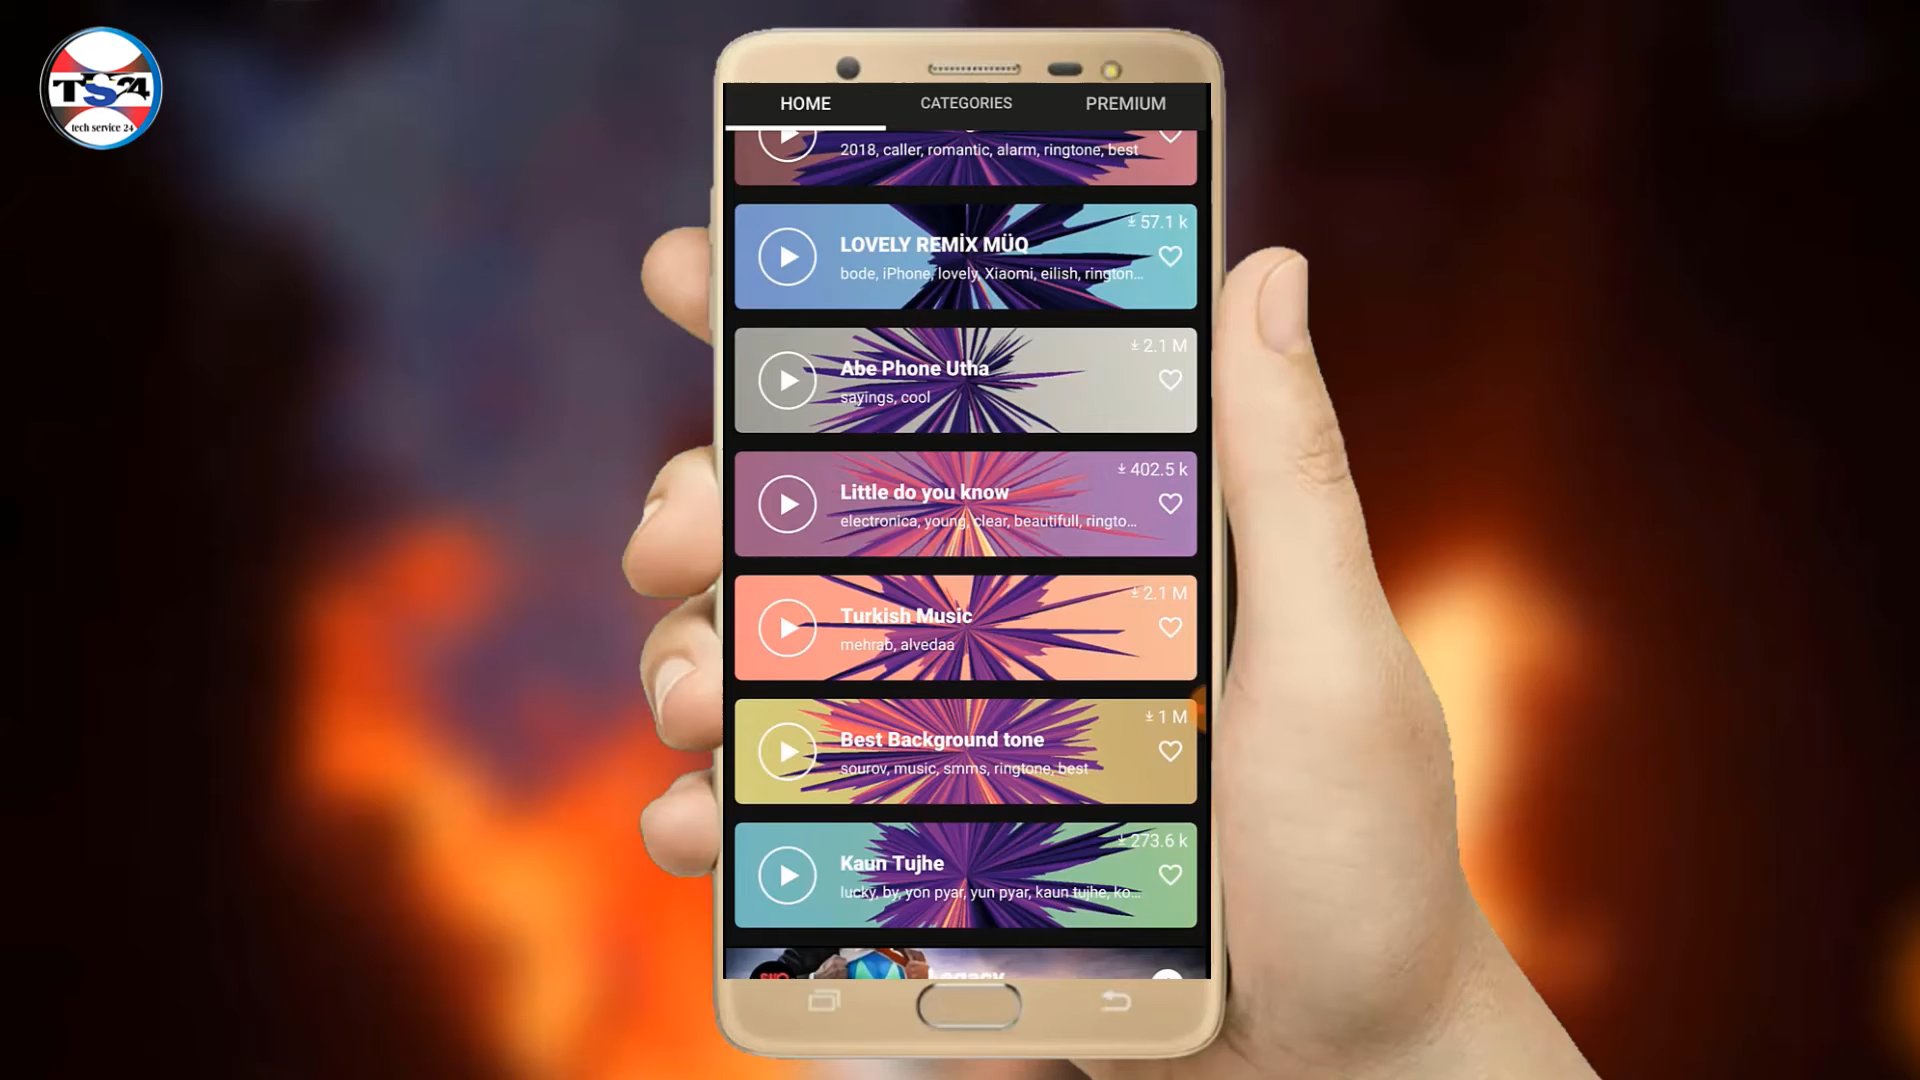 TS24
tech service 24
HOME
CATEGORIES
PREMIUM
2018, caller, romantic, alarm, ringtone, best
57.1 k
LOVELY REMİX MÜQ
bode, iPhone, lovely, Xiaomi, eilish, rington...
2.1 M
Abe Phone Utha
sayings, cool
402.5 k
Little do you know
electronica, young, clear, beautifull, ringto...
2.1 M
Turkish Music
mehrab, alvedaa
1 M
Best Background tone
sourov, music, smms, ringtone, best
273.6 k
Kaun Tujhe
lucky, by, yon pyar, yun pyar, kaun tujhe, ko...
Legacy